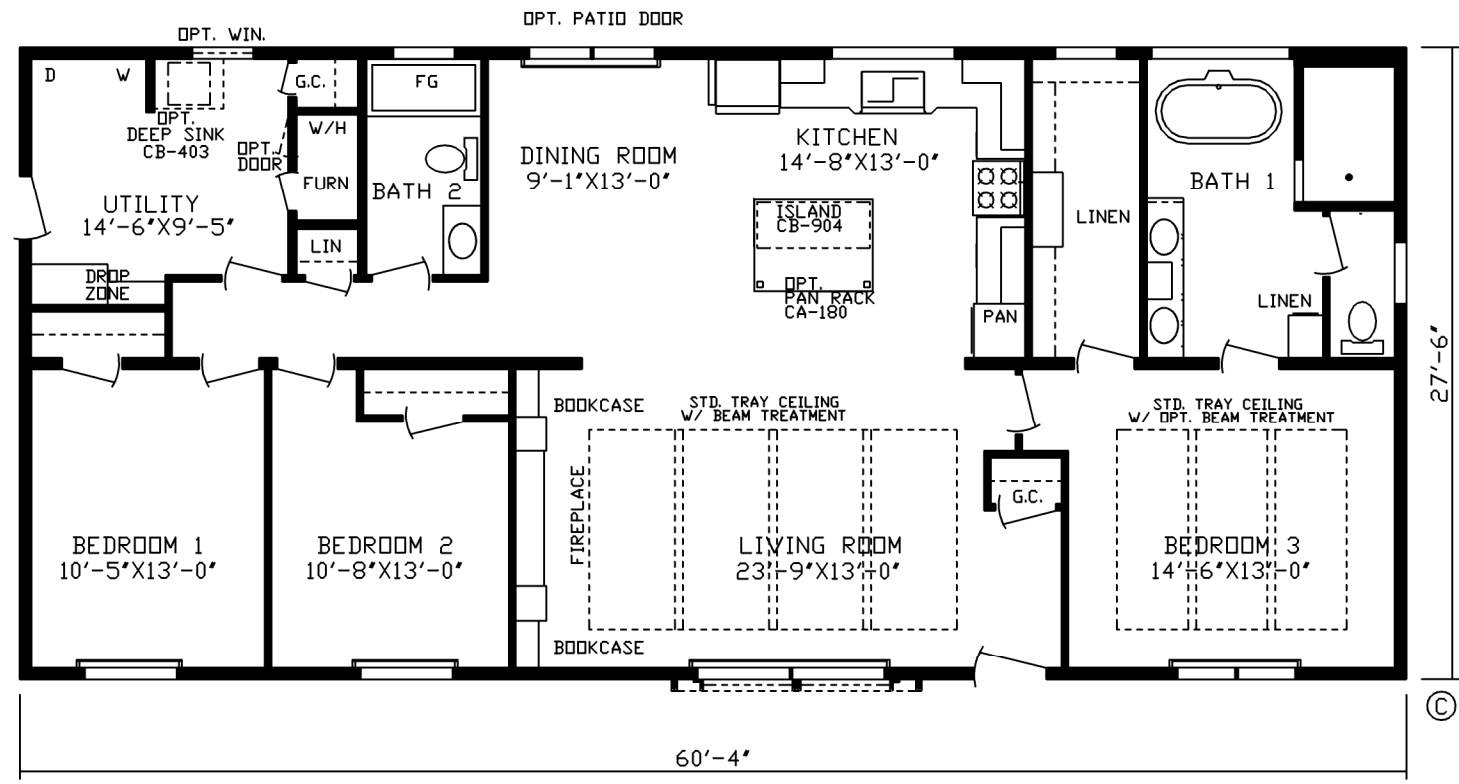 OPT. PATIO DOOR
OPT. WIN.
D
W
G.C.
FG
OPT.
DEEP SINK
CB-403
W/H
OPT.
DOOR
FURN
BATH 2
UTILITY
14'-6"X9'-5"
LIN
DROP
ZONE
DINING ROOM
9'-1"X13'-0"
KITCHEN
14'-8"X13'-0"
ISLAND
CB-904
OPT.
PAN RACK
CA-180
PAN
LINEN
BATH 1
LINEN
27'-6"
BOOKCASE
STD. TRAY CEILING
W/ BEAM TREATMENT
STD. TRAY CEILING
W/ OPT. BEAM TREATMENT
FIREPLACE
G.C.
BEDROOM 1
10'-5"X13'-0"
BEDROOM 2
10'-8"X13'-0"
LIVING ROOM
23'-9"X13'-0"
BEDROOM 3
14'-6"X13'-0"
BOOKCASE
C
60'-4"